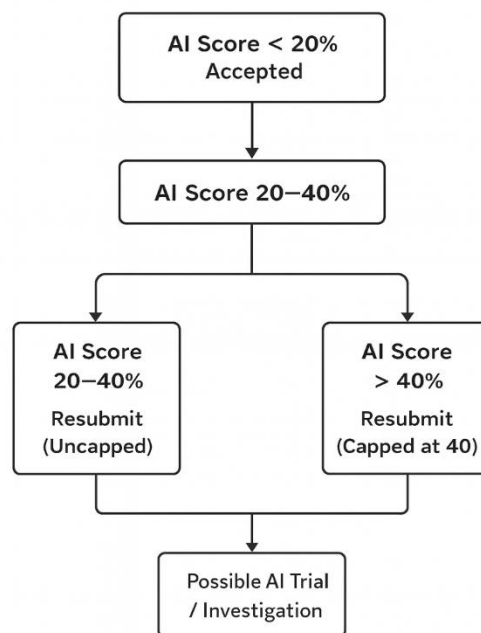 AI Score < 20%
Accepted
AI Score 20–40%
AI Score
20–40%
Resubmit
(Uncapped)
AI Score
> 40%
Resubmit
(Capped at 40)
Possible AI Trial
/ Investigation